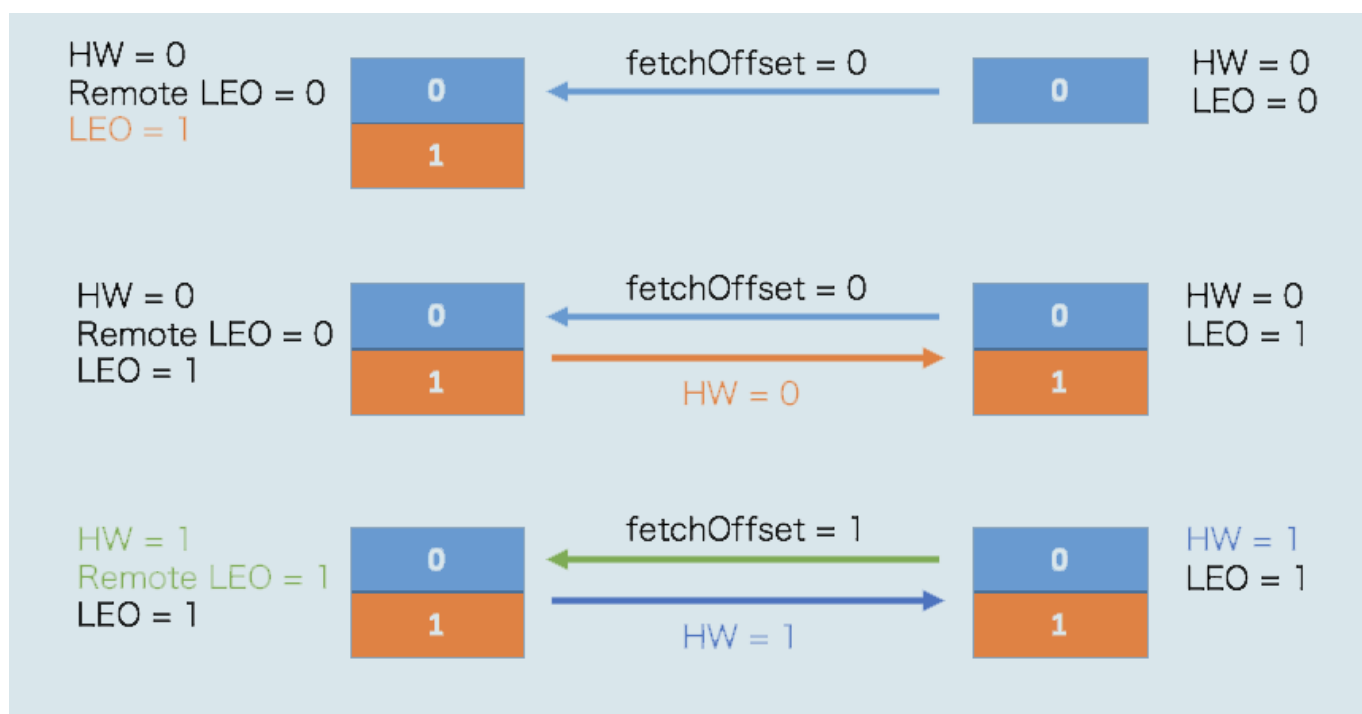 HW = 0
Remote LEO = 0
LEO = 1
0
1
fetchOffset = 0
0
HW = 0
LEO = 0
HW = 0
Remote LEO = 0
LEO = 1
0
1
fetchOffset = 0
HW = 0
0
1
HW = 0
LEO = 1
HW = 1
Remote LEO = 1
LEO = 1
0
1
fetchOffset = 1
HW = 1
0
1
HW = 1
LEO = 1